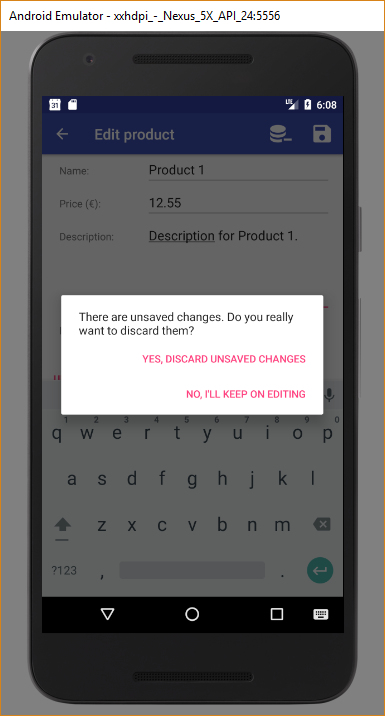 Android Emulator - xxhdpi_-_Nexus_5X_API_24:5556
31 LTE 6:08
Edit product
Name: Product 1
Price (€): 12.55
Description: Description for Product 1.
There are unsaved changes. Do you really
want to discard them?
YES, DISCARD UNSAVED CHANGES
NO, I'LL KEEP ON EDITING
1 2 3 4 5 6 7 8 9 0
q w e r t y u i o p
a s d f g h j k l
z x c v b n m
?123 , .